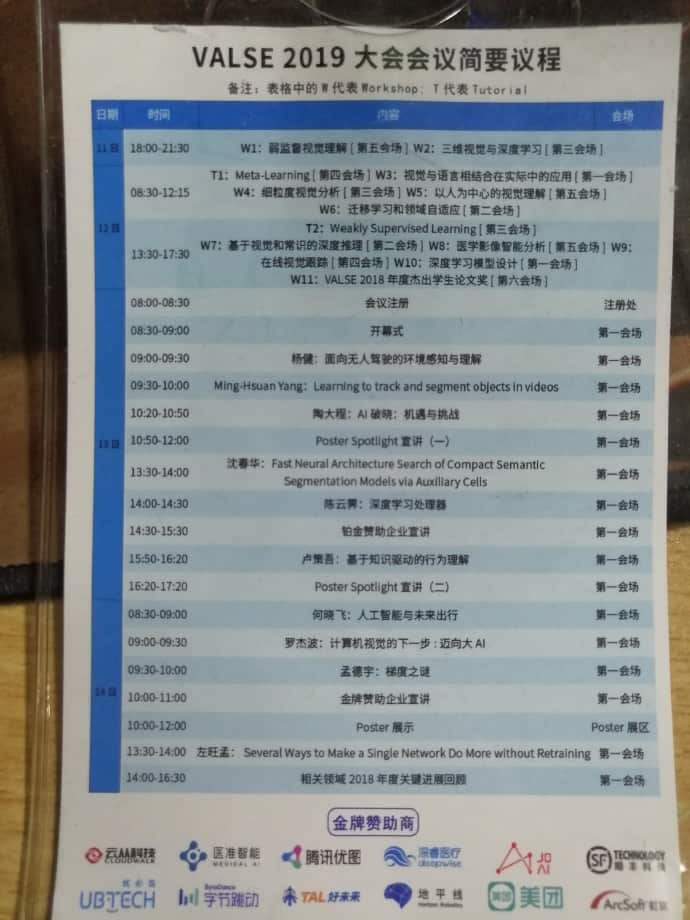 VALSE 2019 大会会议简要议程
备注：表格中的 W 代表 Workshop; T 代表 Tutorial
日期 时间 内容 会场
11 日 18:00-21:30 W1：弱监督视觉理解 [ 第五会场 ] W2：三维视觉与深度学习 [ 第三会场 ]
T1：Meta-Learning [ 第四会场 ] W3：视觉与语言相结合在实际中的应用 [ 第一会场 ]
08:30-12:15 W4：细粒度视觉分析 [ 第三会场 ] W5：以人为中心的视觉理解 [ 第五会场 ]
W6：迁移学习和领域自适应 [ 第二会场 ]
12 日
T2：Weakly Supervised Learning [ 第三会场 ]
13:30-17:30 W7：基于视觉和常识的深度推理 [ 第二会场 ] W8：医学影像智能分析 [ 第五会场 ] W9：
在线视觉跟踪 [ 第四会场 ] W10：深度学习模型设计 [ 第一会场 ]
W11：VALSE 2018 年度杰出学生论文奖 [ 第六会场 ]
08:00-08:30 会议注册 注册处
08:30-09:00 开幕式 第一会场
09:00-09:30 杨健：面向无人驾驶的环境感知与理解 第一会场
09:30-10:00 Ming-Hsuan Yang：Learning to track and segment objects in videos 第一会场
10:20-10:50 陶大程：AI 破晓：机遇与挑战 第一会场
13 日 10:50-12:00 Poster Spotlight 宣讲（一） 第一会场
13:30-14:00 沈春华：Fast Neural Architecture Search of Compact Semantic
Segmentation Models via Auxiliary Cells 第一会场
14:00-14:30 陈云霁：深度学习处理器 第一会场
14:30-15:30 铂金赞助企业宣讲 第一会场
15:50-16:20 卢策吾：基于知识驱动的行为理解 第一会场
16:20-17:20 Poster Spotlight 宣讲（二） 第一会场
08:30-09:00 何晓飞：人工智能与未来出行 第一会场
09:00-09:30 罗杰波：计算机视觉的下一步 : 迈向大 AI 第一会场
09:30-10:00 孟德宇：梯度之谜 第一会场
14 日 10:00-11:00 金牌赞助企业宣讲 第一会场
10:00-12:00 Poster 展示 Poster 展区
13:30-14:00 左旺孟： Several Ways to Make a Single Network Do More without Retraining 第一会场
14:00-16:30 相关领域 2018 年度关键进展回顾 第一会场
金牌赞助商
云从科技 CLOUDWALK 医准智能 MEDICAL AI 腾讯优图 深睿医疗 deepwise JD AI SF TECHNOLOGY 顺丰科技
优必选 UBTECH ByteDance 字节跳动 TAL 好未来 地平线 Horizon Robotics 美团 美团 ArcSoft 虹软